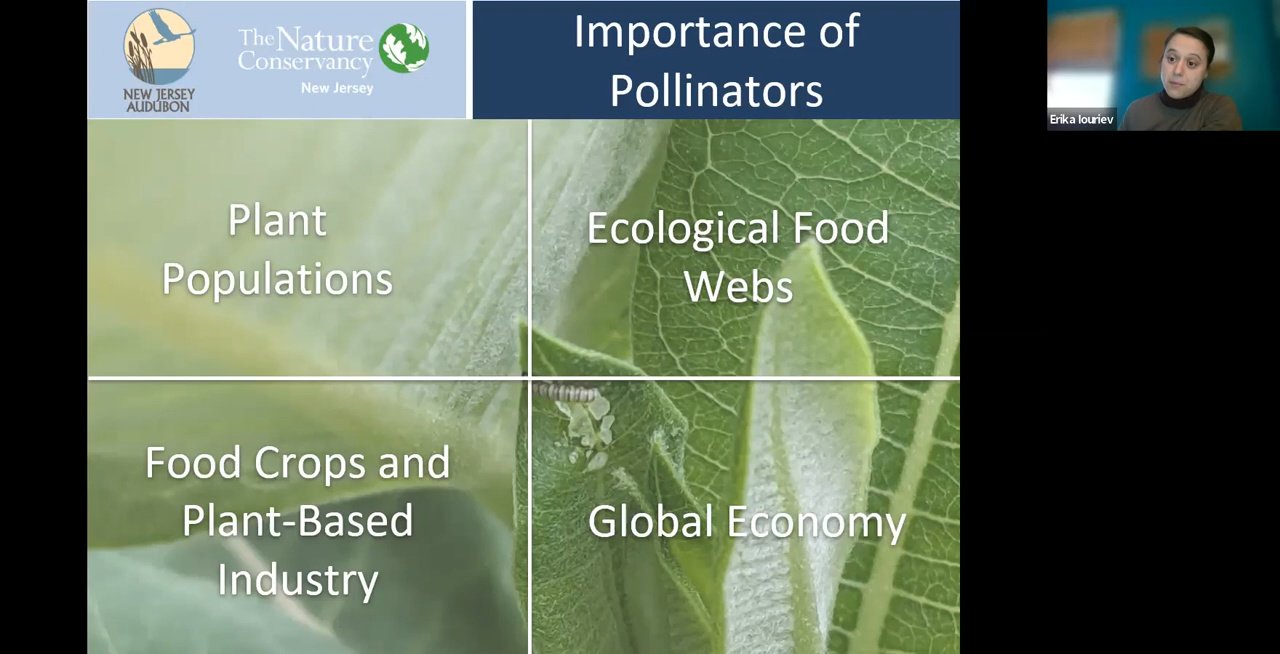 NEW JERSEY
AUDUBON
The Nature
Conservancy
New Jersey
Importance of
Pollinators
Erika Iouriev
Plant
Populations
Ecological Food
Webs
Food Crops and
Plant-Based
Industry
Global Economy